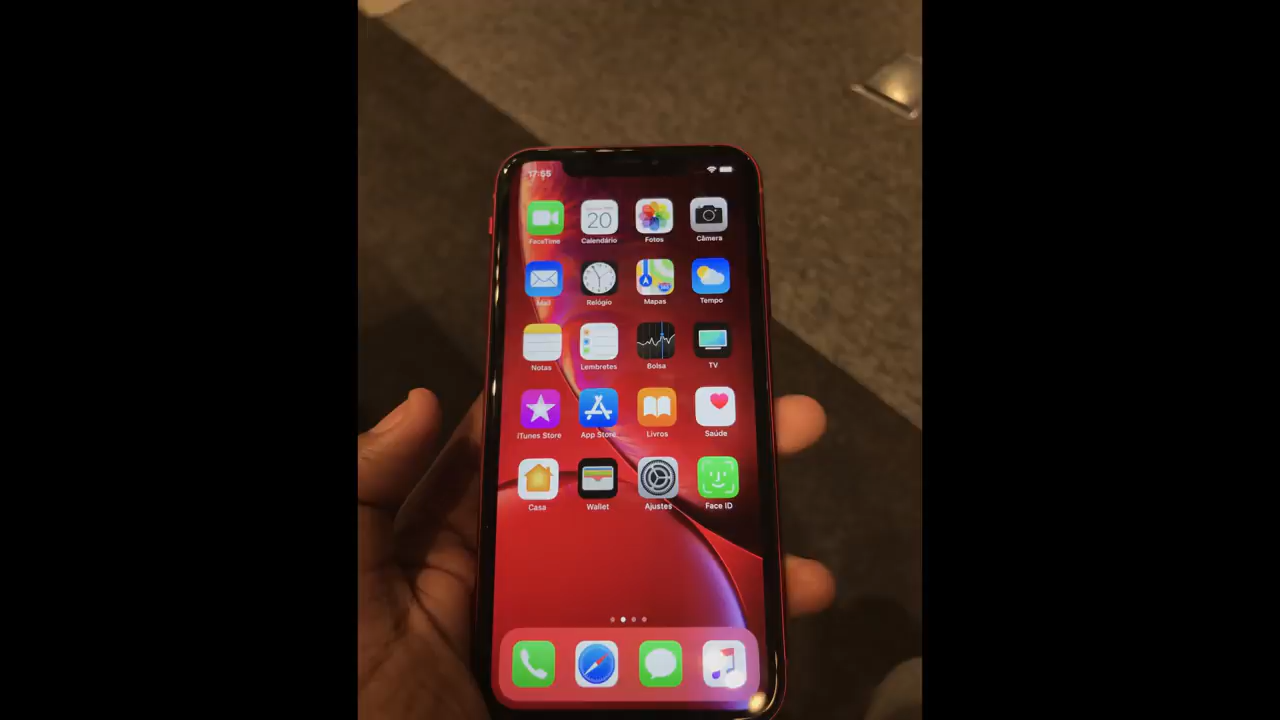 17:55
20
FaceTime Calendário Fotos Câmera
Mail Relógio Mapas Tempo
Notas Lembretes Bolsa TV
iTunes Store App Store Livros Saúde
Casa Wallet Ajustes Face ID